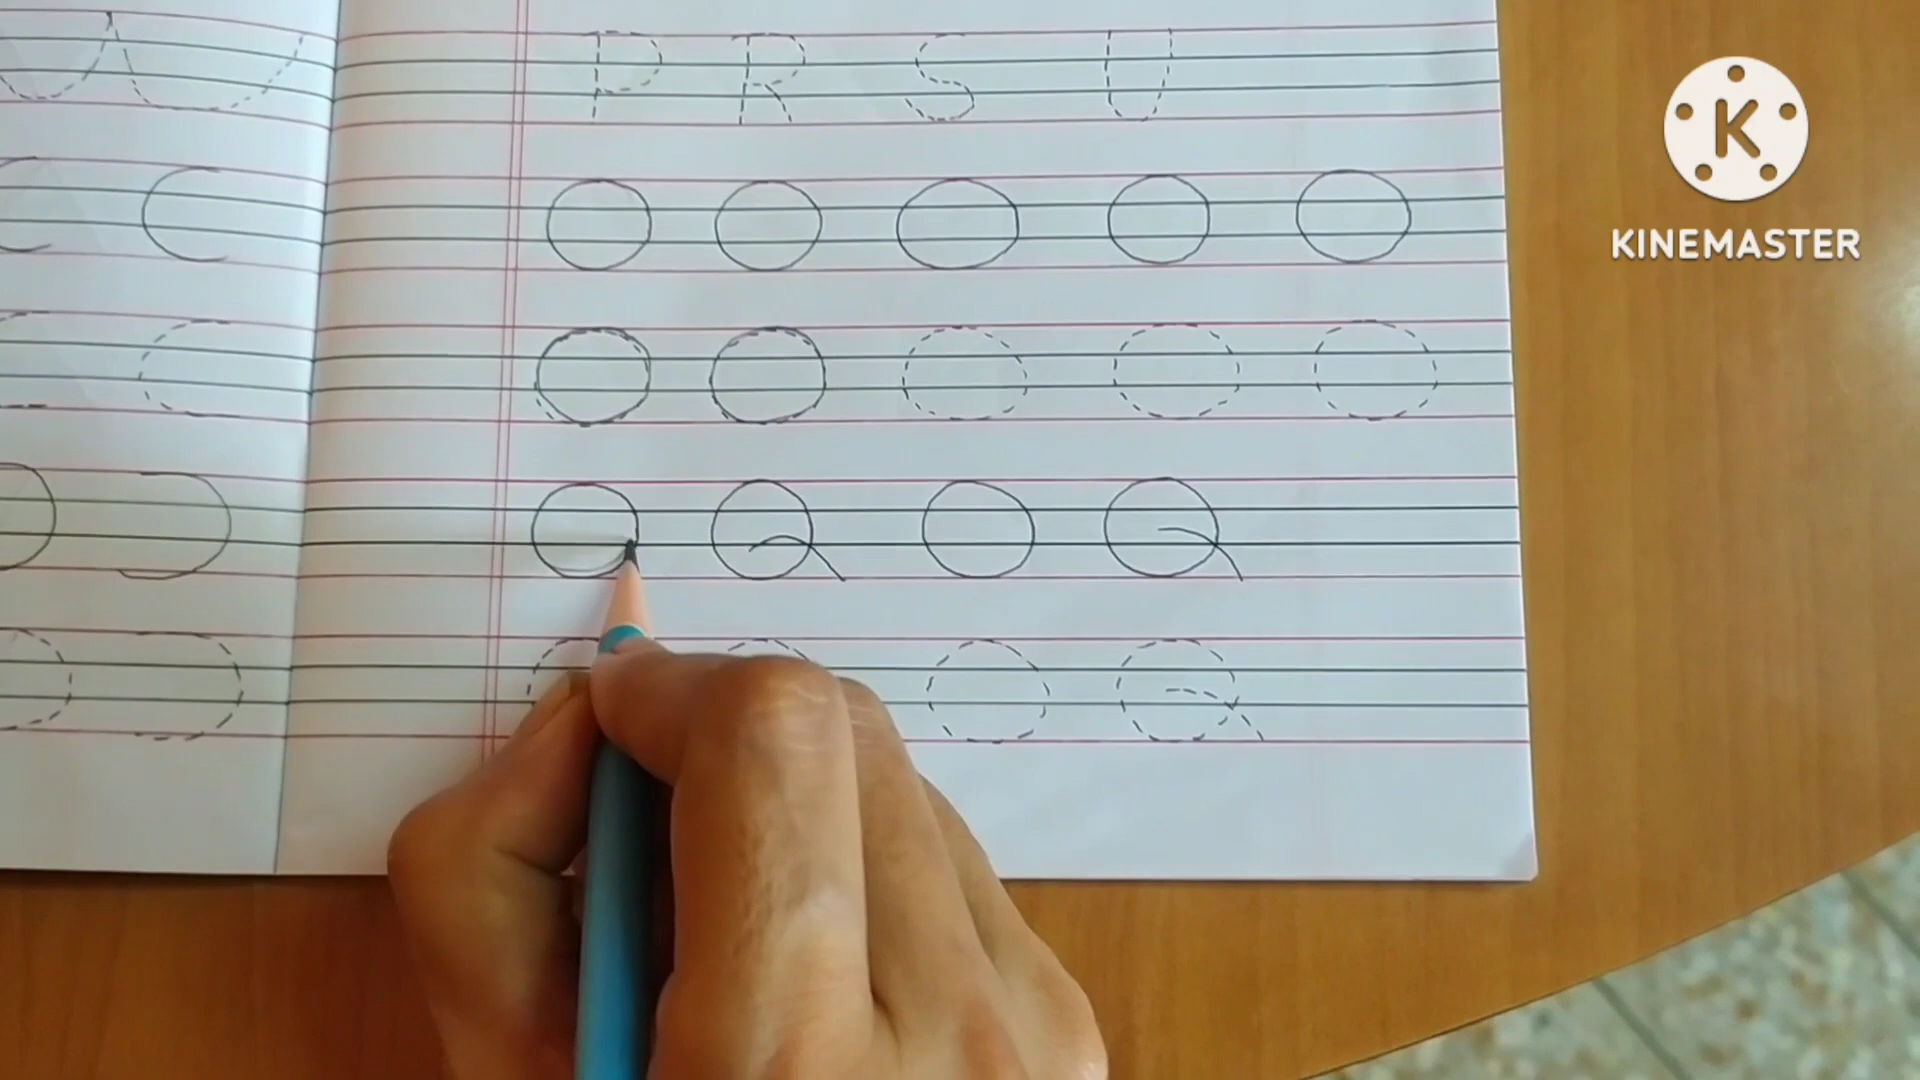 P R S U
C O O O O O
C O O O O O
O Q O Q
O Q
K
KINEMASTER